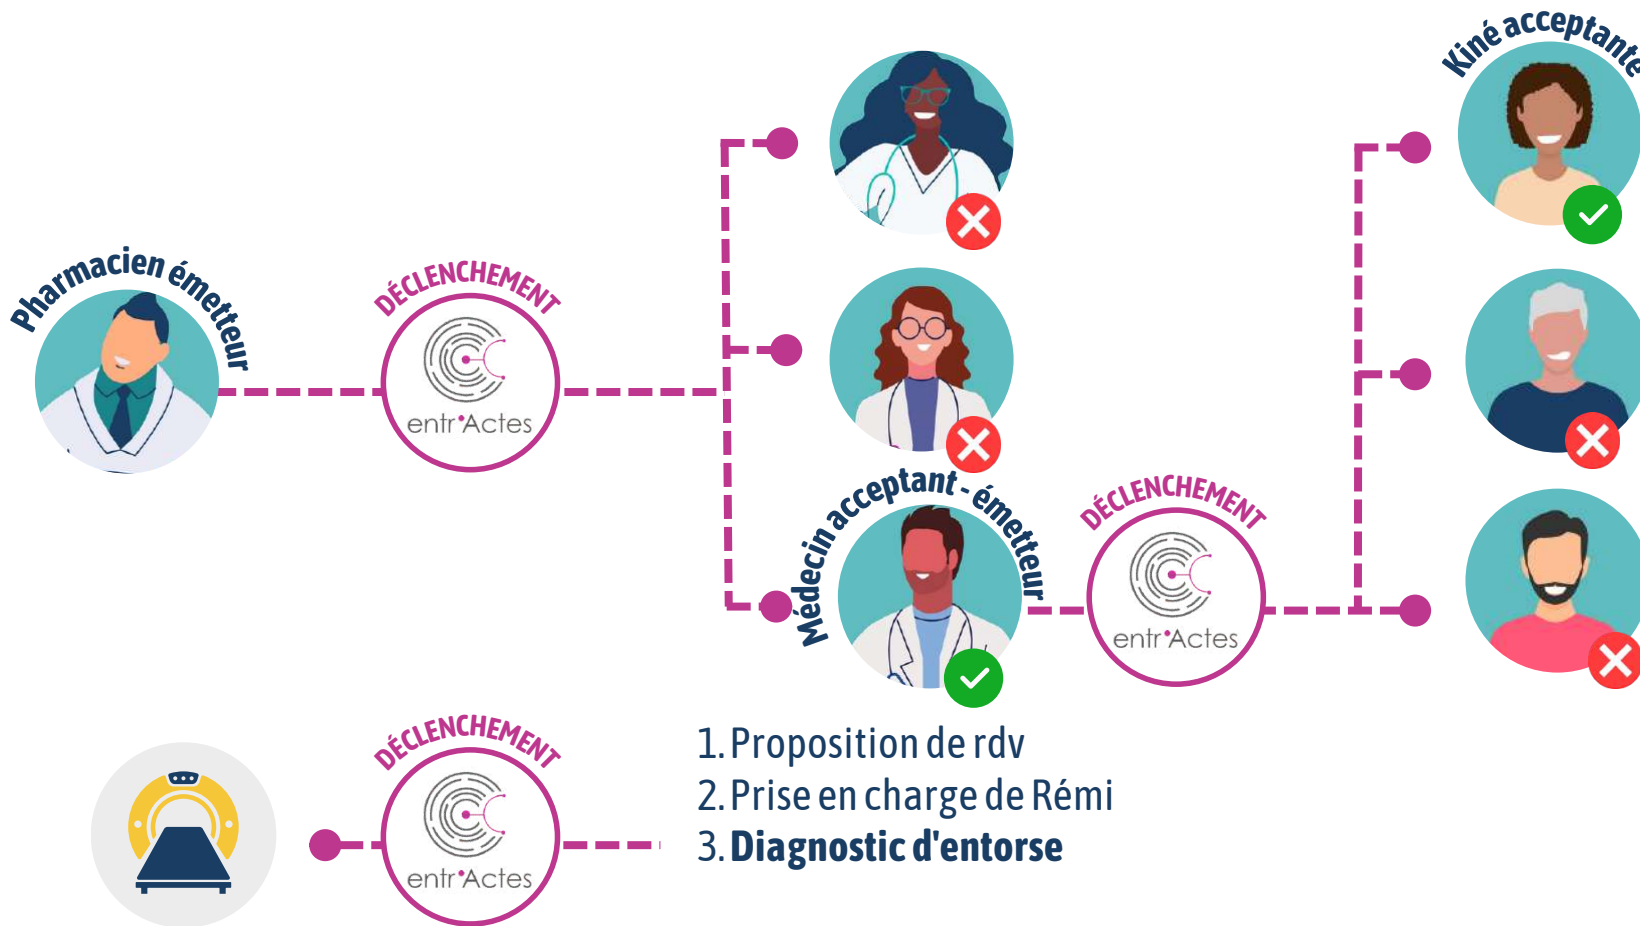 Kiné acceptante
Pharmacien émetteur
DÉCLENCHEMENT
entr'Actes
Médecin acceptant - émetteur
DÉCLENCHEMENT
entr'Actes
DÉCLENCHEMENT
entr'Actes
1. Proposition de rdv
2. Prise en charge de Rémi
3. Diagnostic d'entorse